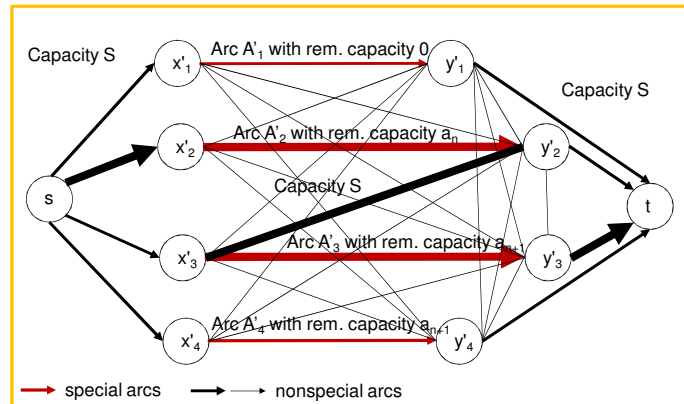 Capacity S
x'1
Arc A'1 with rem. capacity 0
y'1
Capacity S
x'2
Arc A'2 with rem. capacity an
y'2
Capacity S
s
t
x'3
Arc A'3 with rem. capacity an+1
y'3
x'4
Arc A'4 with rem. capacity an+1
y'4
special arcs
nonspecial arcs